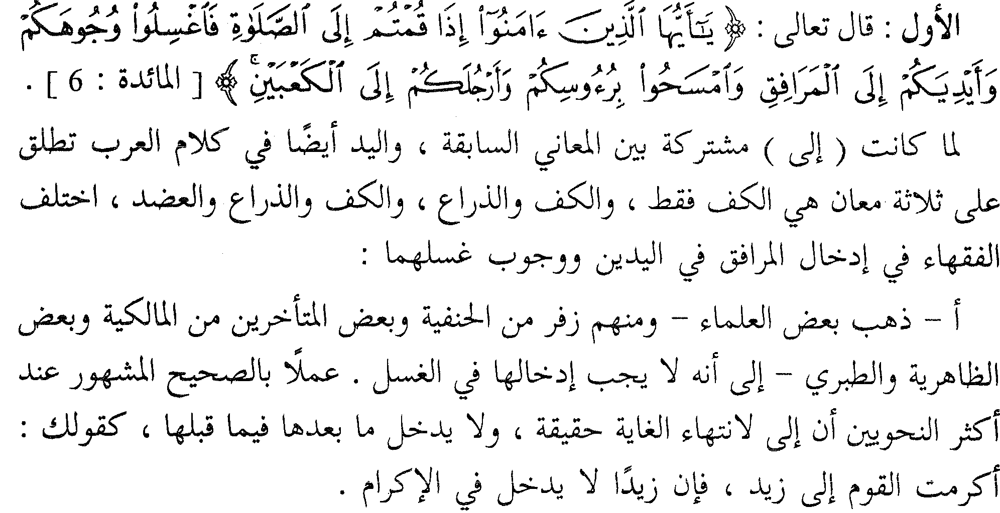 الأول : قال تعالى : ﴿ يَٰٓأَيُّهَا ٱلَّذِينَ ءَامَنُوٓا۟ إِذَا قُمْتُمْ إِلَى ٱلصَّلَوٰةِ فَٱغْسِلُوا۟ وُجُوهَكُمْ
وَأَيْدِيَكُمْ إِلَى ٱلْمَرَافِقِ وَٱمْسَحُوا۟ بِرُءُوسِكُمْ وَأَرْجُلَكُمْ إِلَى ٱلْكَعْبَيْنِ ۚ ﴾ [ المائدة : 6 ] .
لما كانت ( إلى ) مشتركة بين المعاني السابقة ، واليد أيضًا في كلام العرب تطلق
على ثلاثة معان هي الكف فقط ، والكف والذراع ، والكف والذراع والعضد ، اختلف
الفقهاء في إدخال المرافق في اليدين ووجوب غسلهما :
أ – ذهب بعض العلماء – ومنهم زفر من الحنفية وبعض المتأخرين من المالكية وبعض
الظاهرية والطبري – إلى أنه لا يجب إدخالها في الغسل . عملًا بالصحيح المشهور عند
أكثر النحويين أن إلى لانتهاء الغاية حقيقة ، ولا يدخل ما بعدها فيما قبلها ، كقولك :
أكرمت القوم إلى زيد ، فإن زيدًا لا يدخل في الإكرام .